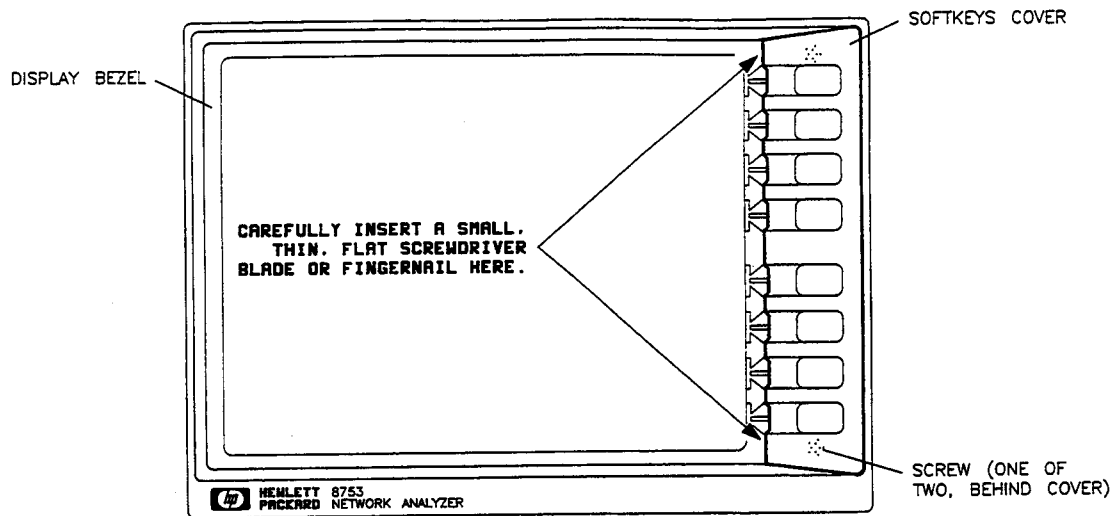 SOFTKEYS COVER
DISPLAY BEZEL
CAREFULLY INSERT A SMALL,
THIN, FLAT SCREWDRIVER
BLADE OR FINGERNAIL HERE.
SCREW (ONE OF
TWO, BEHIND COVER)
hp HEWLETT 8753
PACKARD NETWORK ANALYZER